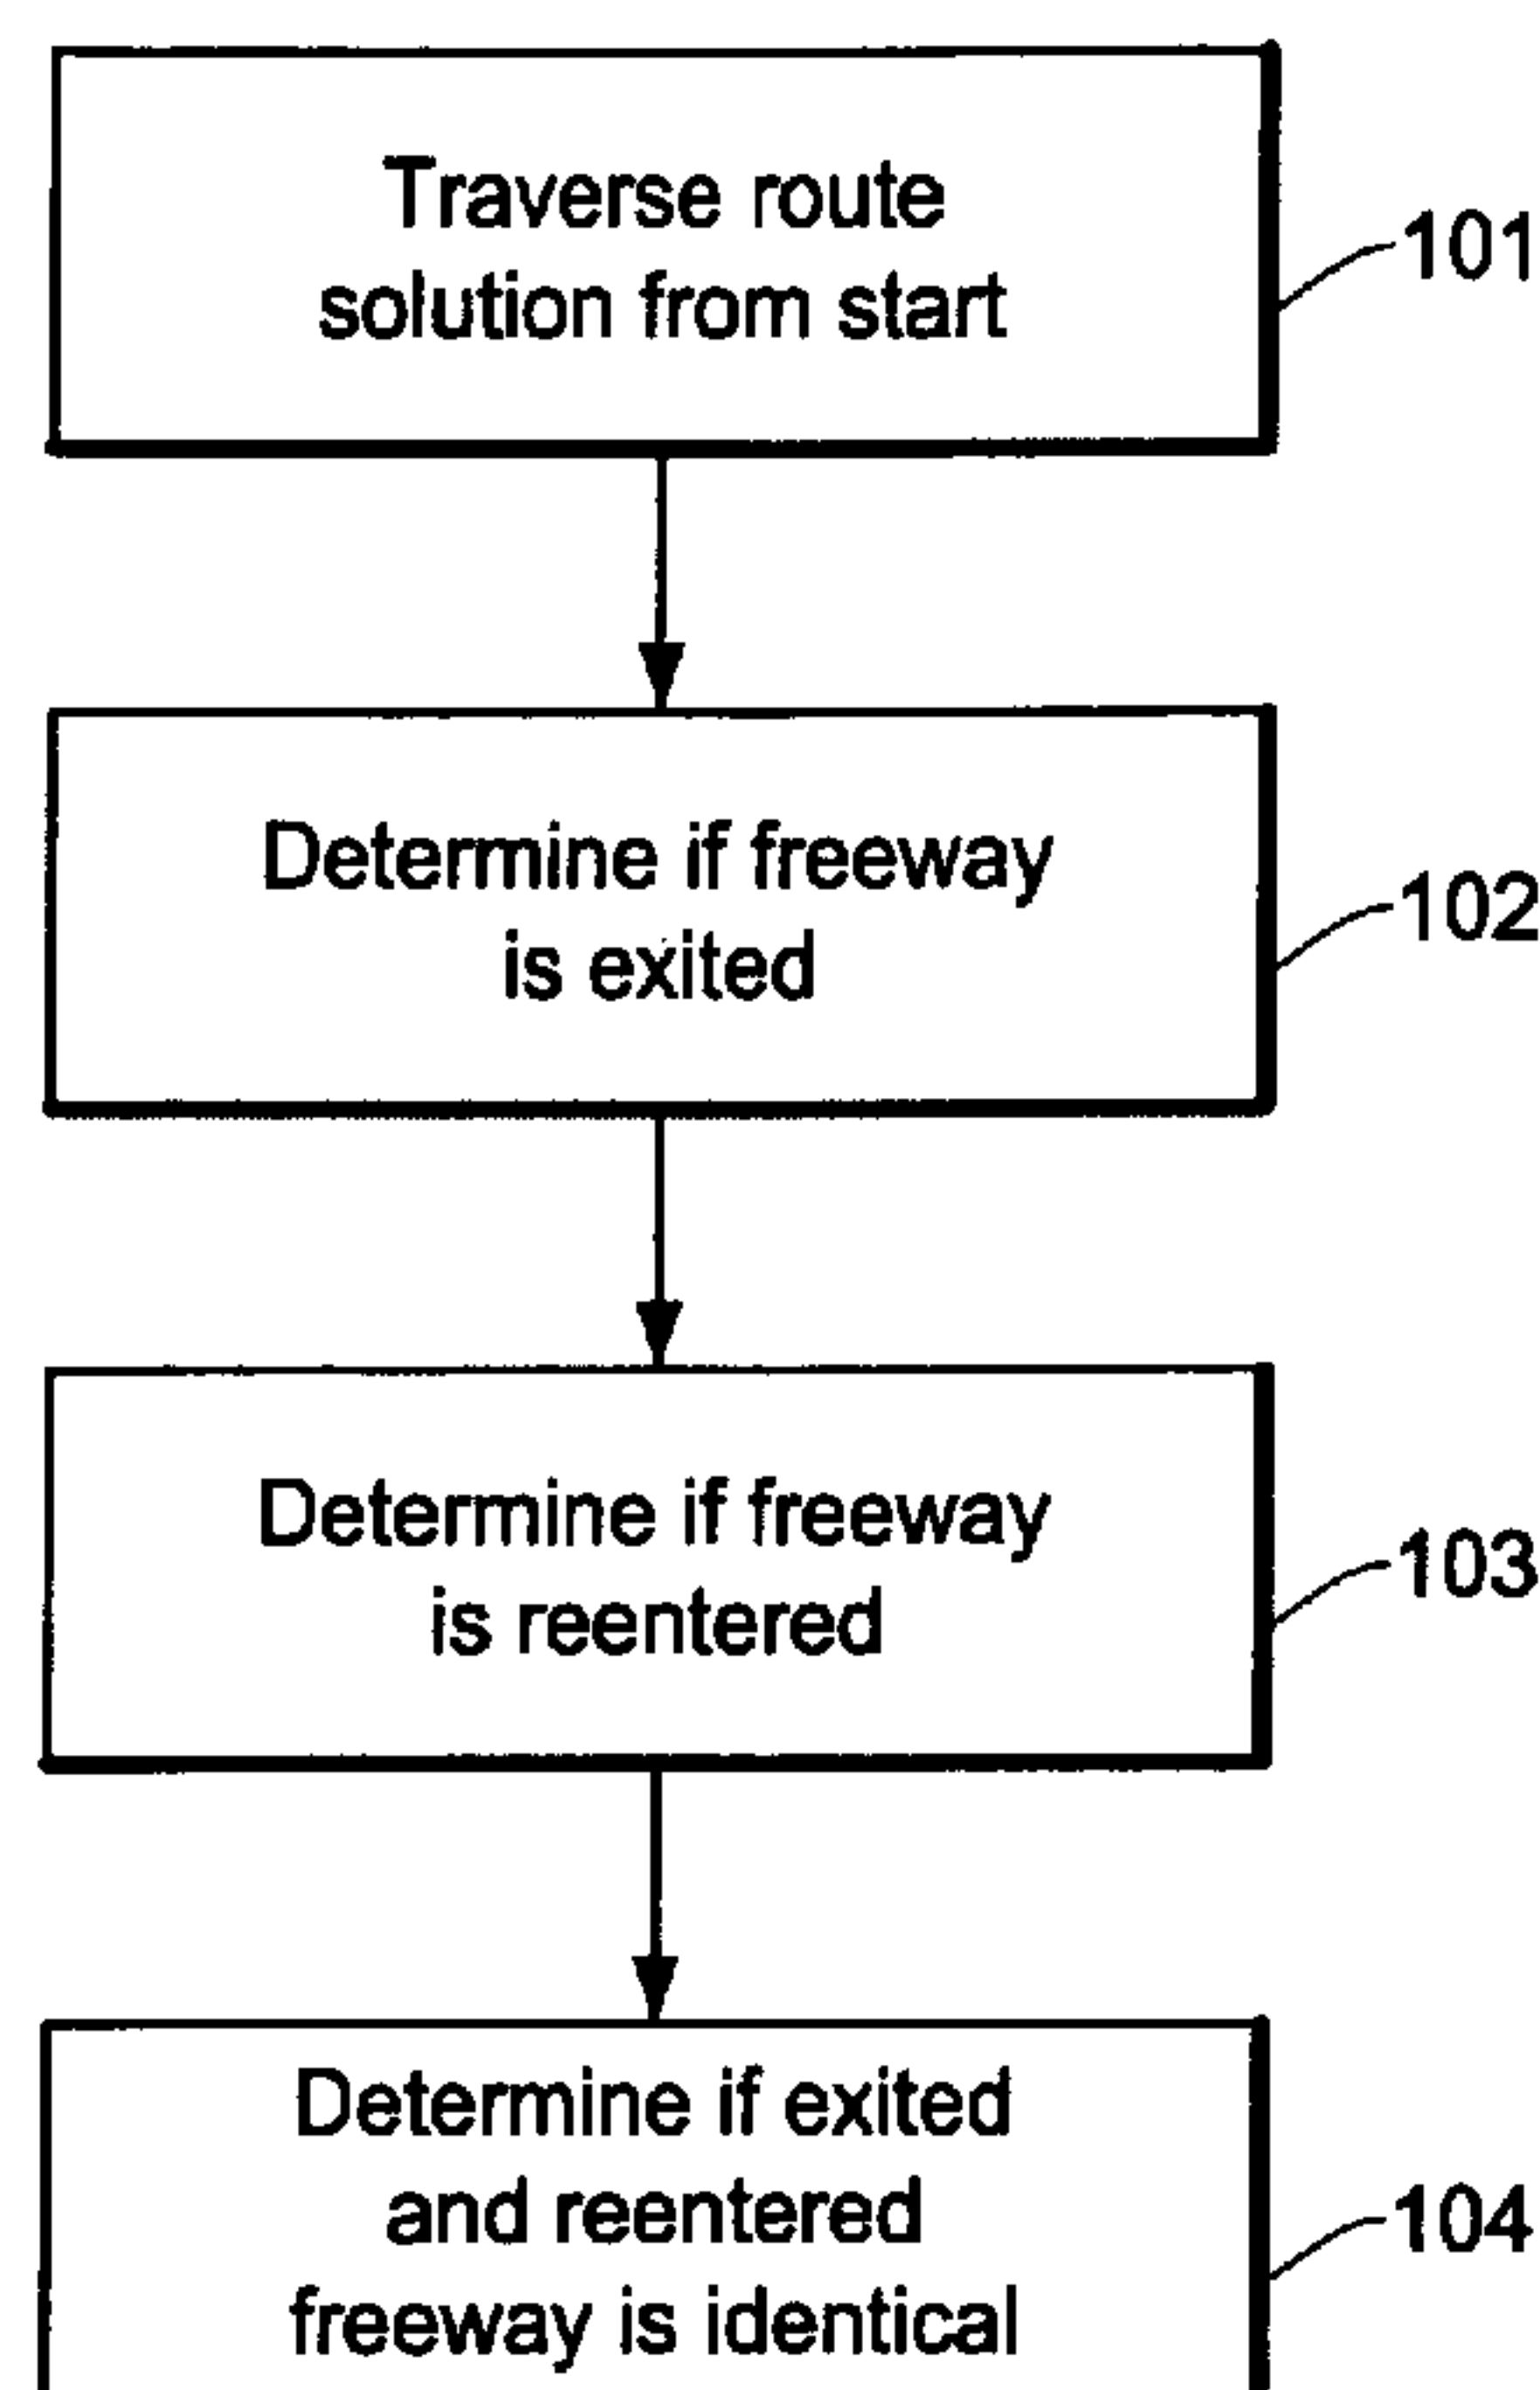 Traverse route
solution from start
101
Determine if freeway
is exited
102
Determine if freeway
is reentered
103
Determine if exited
and reentered
freeway is identical
104